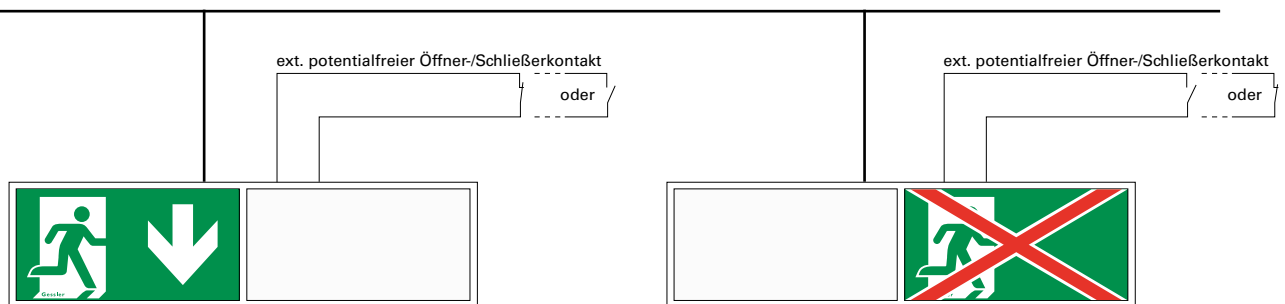 ext. potentialfreier Öffner-/Schließerkontakt
oder
Gessler
ext. potentialfreier Öffner-/Schließerkontakt
oder